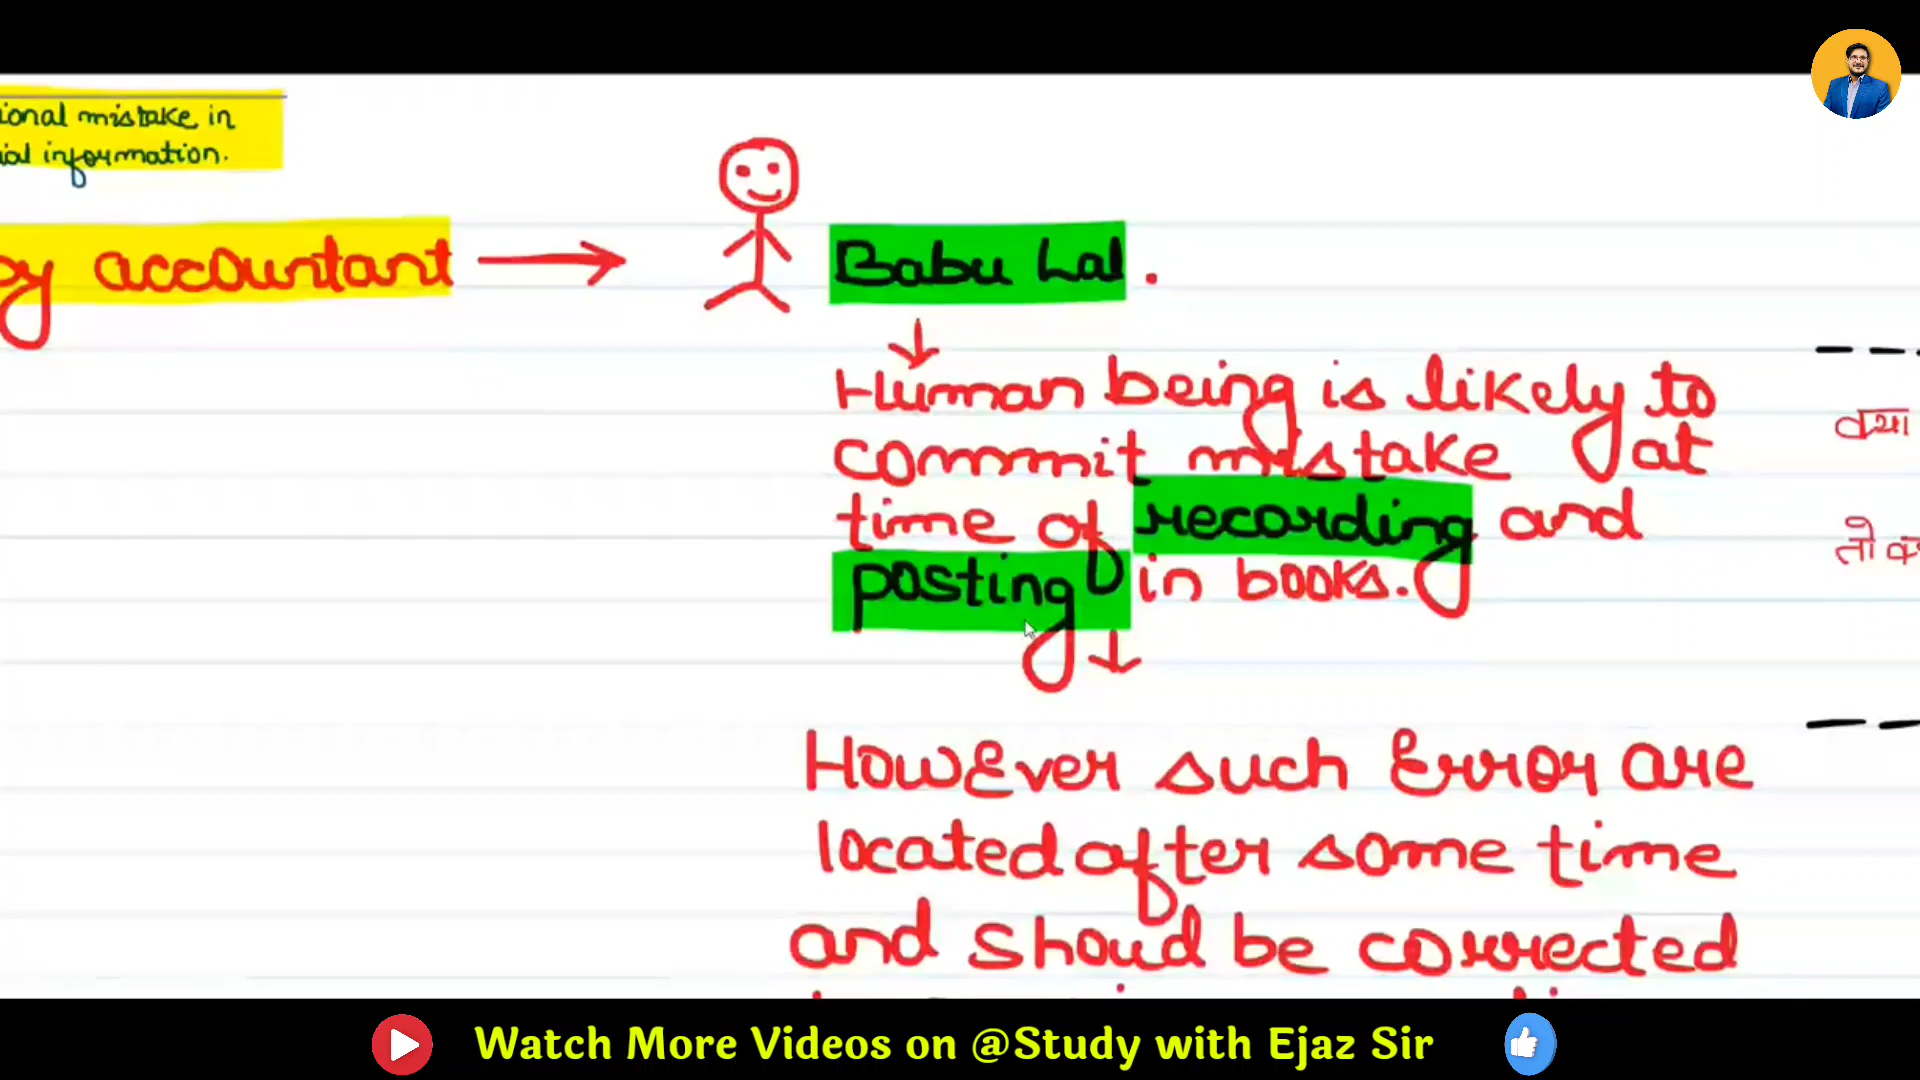 ional mistake in
ial information.
by accountant
Babu Lal.
Human being is likely to
commit mistake at
time of recording and
posting in books.
However such Error are
located after some time
and shoud be corrected
क्या
तो
Watch More Videos on @Study with Ejaz Sir